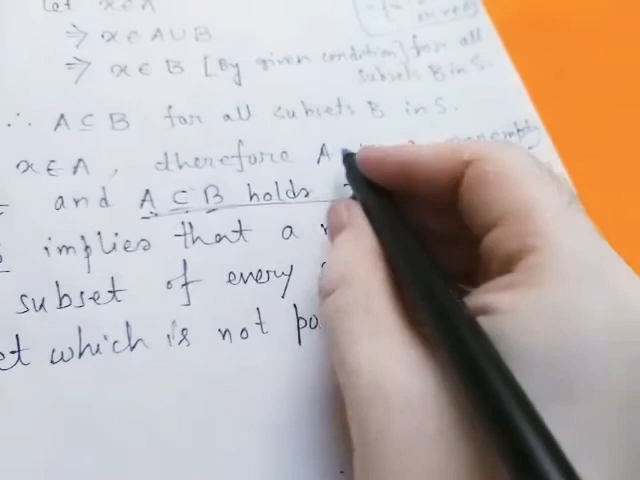 let x ∈ A
⇒ x ∈ A ∪ B
⇒ x ∈ B [By given condition] for all
subsets B in S.
∴ A ⊆ B for all subsets B in S.
x ∈ A, therefore A
and A ⊆ B holds
implies that a
subset of every
which is not